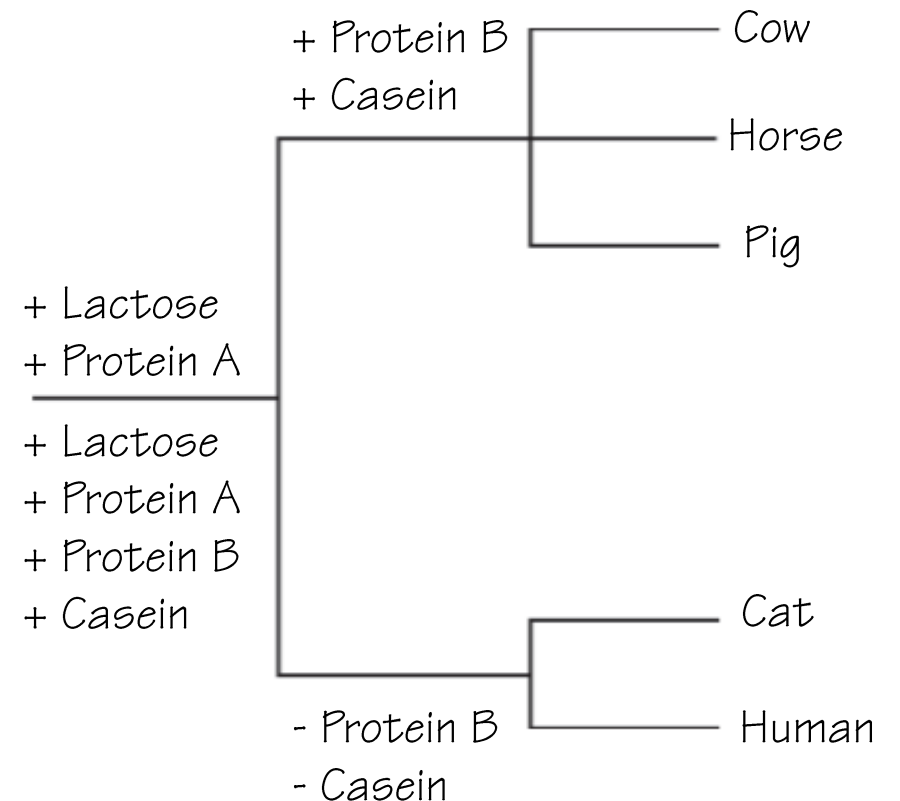 + Protein B
+ Casein
Cow
Horse
Pig
+ Lactose
+ Protein A
+ Lactose
+ Protein A
+ Protein B
+ Casein
Cat
Human
- Protein B
- Casein